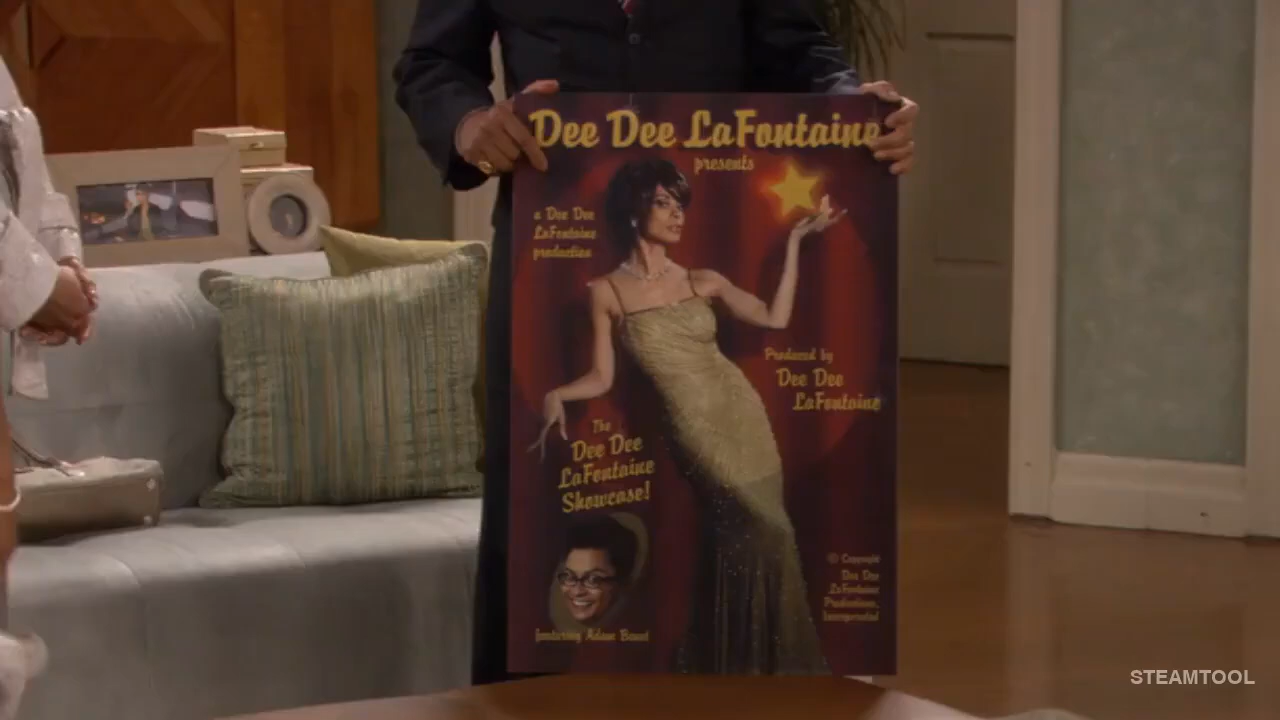 Dee Dee LaFontaine
presents
a Dee Dee
LaFontaine
production
Produced by
Dee Dee
LaFontaine
The
Dee Dee
LaFontaine
Showcase!
© Copyright
Dee Dee
LaFontaine
Productions,
Incorporated
featuring Adam
STEAMTOOL